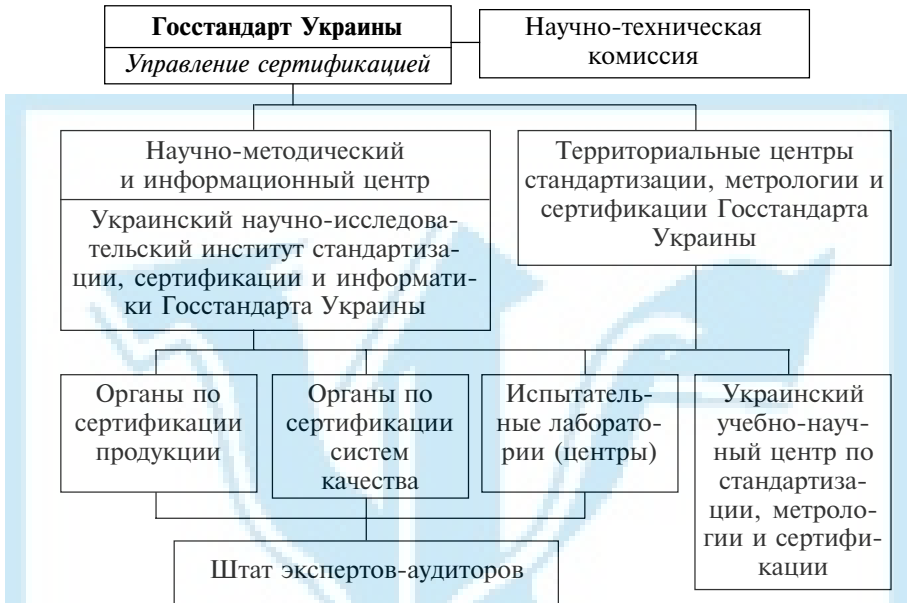 Госстандарт Украины
Управление сертификацией
Научно-техническая
комиссия
Научно-методический
и информационный центр
Украинский научно-исследова-
тельский институт стандартиза-
ции, сертификации и информати-
ки Госстандарта Украины
Территориальные центры
стандартизации, метрологии и
сертификации Госстандарта
Украины
Органы по
сертификации
продукции
Органы по
сертификации
систем
качества
Испытатель-
ные лаборато-
рии (центры)
Украинский
учебно-науч-
ный центр по
стандартиза-
ции, метроло-
гии и сертифи-
кации
Штат экспертов-аудиторов